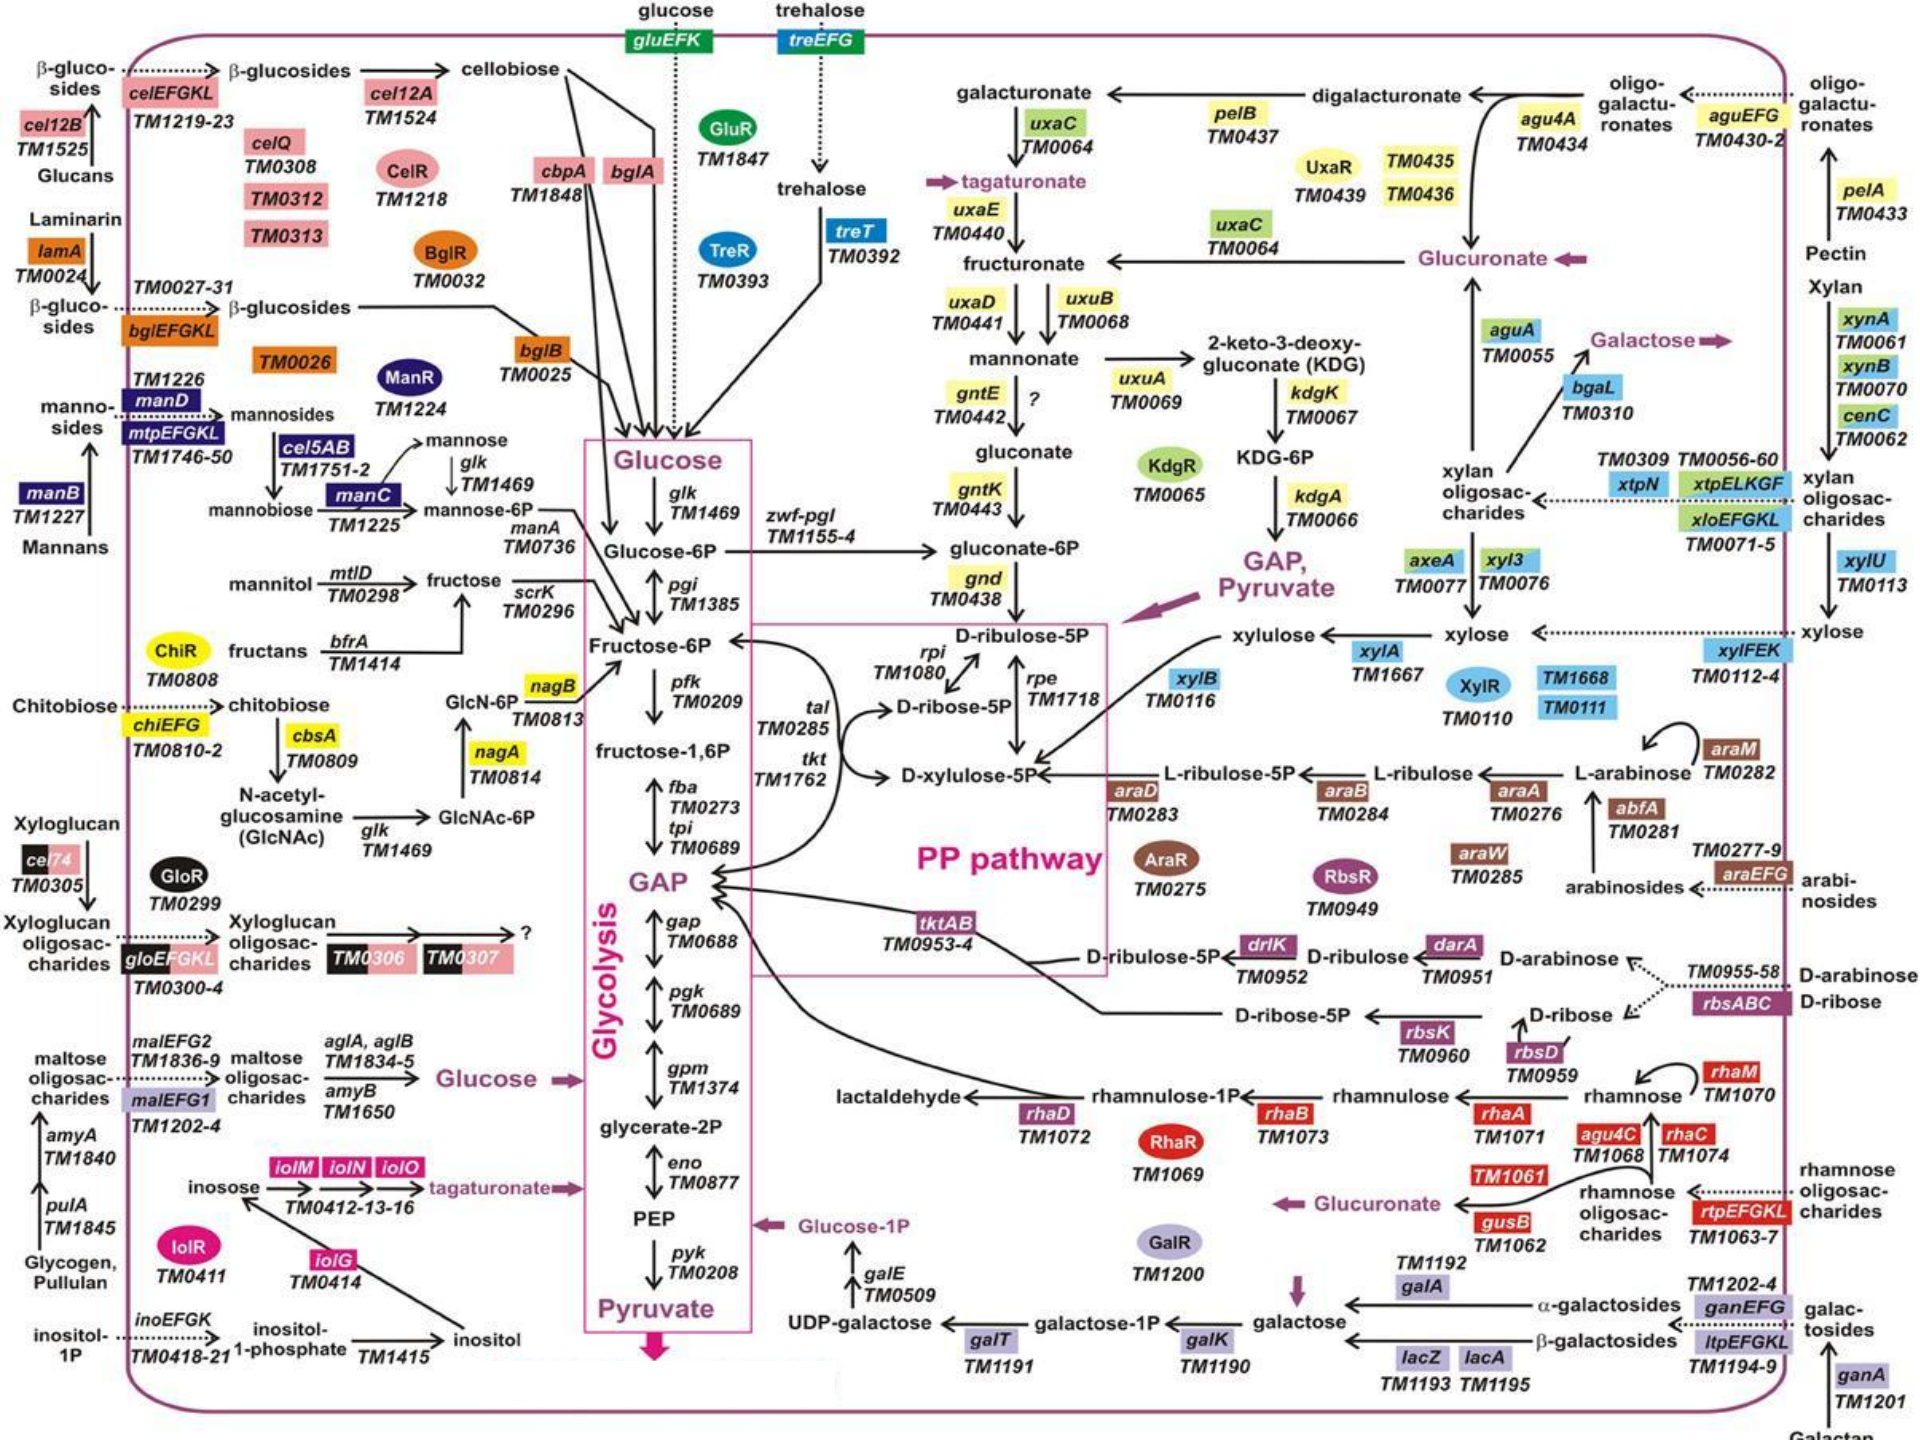 glucose
gluEFK
trehalose
treEFG
β-gluco-
sides
celEFGKL
TM1219-23
β-glucosides
cel12A
TM1524
cellobiose
cel12B
TM1525
Glucans
celQ
TM0308
TM0312
TM0313
CelR
TM1218
cbpA
TM1848
bglA
GluR
TM1847
trehalose
treT
TM0392
TreR
TM0393
Laminarin
lamA
TM0024
β-gluco-
sides
TM0027-31
bglEFGKL
β-glucosides
BglR
TM0032
TM0026
bglB
TM0025
manno-
sides
TM1226
manD
mtpEFGKL
TM1746-50
mannosides
ManR
TM1224
cel5AB
TM1751-2
mannose
glk
TM1469
manB
TM1227
Mannans
mannobiose
manC
TM1225
mannose-6P
manA
TM0736
mannitol
mtlD
TM0298
fructose
scrK
TM0296
ChiR
TM0808
fructans
bfrA
TM1414
Chitobiose
chiEFG
TM0810-2
chitobiose
cbsA
TM0809
GlcN-6P
nagB
TM0813
nagA
TM0814
N-acetyl-
glucosamine
(GlcNAc)
glk
TM1469
GlcNAc-6P
Xyloglucan
cel74
TM0305
GloR
TM0299
Xyloglucan
oligosac-
charides
gloEFGKL
TM0300-4
Xyloglucan
oligosac-
charides
TM0306
TM0307
?
maltose
oligosac-
charides
malEFG2
TM1836-9
malEFG1
TM1202-4
maltose
oligosac-
charides
aglA, aglB
TM1834-5
amyB
TM1650
Glucose
amyA
TM1840
pulA
TM1845
Glycogen,
Pullulan
inosose
iolM
iolN
iolO
TM0412-13-16
tagaturonate
IolR
TM0411
iolG
TM0414
inositol-
1P
inoEFGK
TM0418-21
inositol-
1-phosphate
TM1415
inositol
Glucose
glk
TM1469
Glucose-6P
pgi
TM1385
Fructose-6P
pfk
TM0209
fructose-1,6P
fba
TM0273
tpi
TM0689
GAP
gap
TM0688
pgk
TM0689
gpm
TM1374
glycerate-2P
eno
TM0877
PEP
pyk
TM0208
Pyruvate
Glycolysis
zwf-pgl
TM1155-4
tal
TM0285
tkt
TM1762
galacturonate
uxaC
TM0064
pelB
TM0437
digalacturonate
agu4A
TM0434
oligo-
galactu-
ronates
aguEFG
TM0430-2
oligo-
galactu-
ronates
tagaturonate
UxaR
TM0439
TM0435
TM0436
pelA
TM0433
Pectin
uxaE
TM0440
uxaC
TM0064
fructuronate
Glucuronate
uxaD
TM0441
uxuB
TM0068
mannonate
uxuA
TM0069
2-keto-3-deoxy-
gluconate (KDG)
kdgK
TM0067
gntE
TM0442
?
gluconate
KdgR
TM0065
KDG-6P
kdgA
TM0066
gntK
TM0443
gluconate-6P
GAP,
Pyruvate
gnd
TM0438
aguA
TM0055
Galactose
bgaL
TM0310
Xylan
xynA
TM0061
xynB
TM0070
cenC
TM0062
xylan
oligosac-
charides
TM0309
xtpN
TM0056-60
xtpELKGF
xloEFGKL
TM0071-5
xylan
oligosac-
charides
axeA
TM0077
xyl3
TM0076
xylU
TM0113
D-ribulose-5P
rpi
TM1080
rpe
TM1718
D-ribose-5P
D-xylulose-5P
PP pathway
xylulose
xylB
TM0116
xylA
TM1667
xylose
xylFEK
TM0112-4
xylose
XylR
TM0110
TM1668
TM0111
araD
TM0283
L-ribulose-5P
araB
TM0284
L-ribulose
araA
TM0276
L-arabinose
araM
TM0282
abfA
TM0281
AraR
TM0275
RbsR
TM0949
araW
TM0285
arabinosides
TM0277-9
araEFG
arabi-
nosides
tktAB
TM0953-4
D-ribulose-5P
drlK
TM0952
D-ribulose
darA
TM0951
D-arabinose
TM0955-58
rbsABC
D-arabinose
D-ribose
D-ribose-5P
rbsK
TM0960
D-ribose
rbsD
TM0959
lactaldehyde
rhaD
TM1072
rhamnulose-1P
rhaB
TM1073
rhamnulose
rhaA
TM1071
rhamnose
rhaM
TM1070
RhaR
TM1069
agu4C
TM1068
rhaC
TM1074
TM1061
Glucuronate
gusB
TM1062
rhamnose
oligosac-
charides
rtpEFGKL
TM1063-7
rhamnose
oligosac-
charides
Glucose-1P
galE
TM0509
UDP-galactose
galT
TM1191
galactose-1P
galK
TM1190
galactose
GalR
TM1200
TM1192
galA
α-galactosides
β-galactosides
lacZ
TM1193
lacA
TM1195
TM1202-4
ganEFG
ltpEFGKL
TM1194-9
galac-
tosides
ganA
TM1201
Galactan